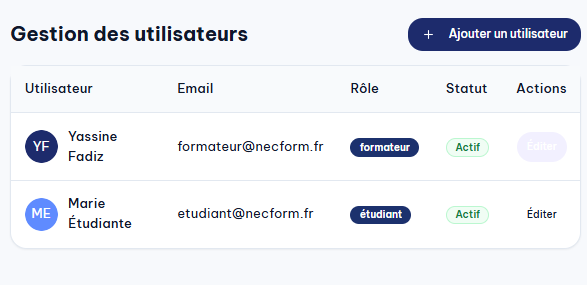 Gestion des utilisateurs
+ Ajouter un utilisateur
Utilisateur Email Rôle Statut Actions
YF Yassine Fadiz formateur@necform.fr formateur Actif Éditer
ME Marie Étudiante etudiant@necform.fr étudiant Actif Éditer